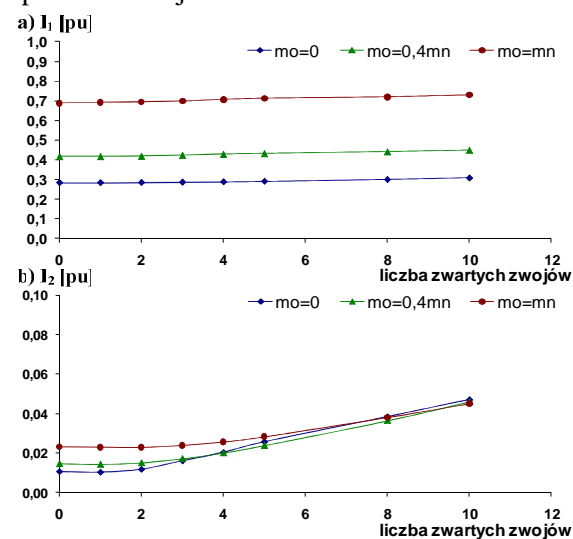 a) I₁ [pu]
mo=0 mo=0,4mn mo=mn
1,0
0,9
0,8
0,7
0,6
0,5
0,4
0,3
0,2
0,1
0,0
0 2 4 6 8 10 12
liczba zwartych zwojów
b) I₂ [pu]
mo=0 mo=0,4mn mo=mn
0,10
0,08
0,06
0,04
0,02
0,00
0 2 4 6 8 10 12
liczba zwartych zwojów